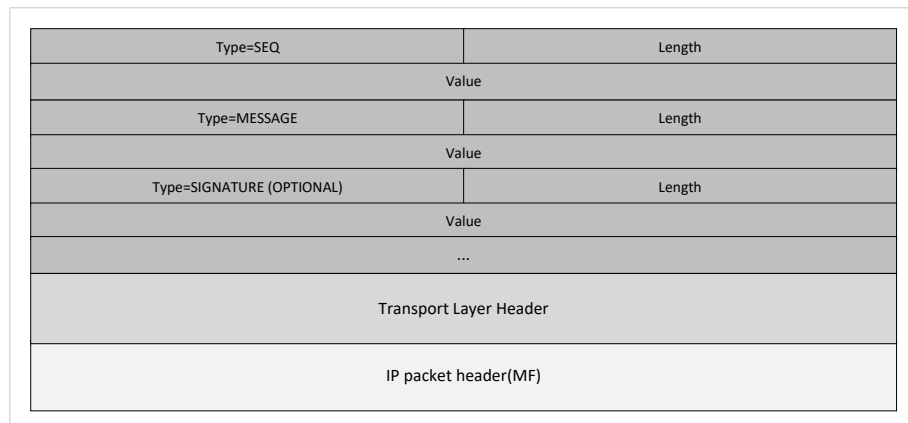 Type=SEQ Length
Value
Type=MESSAGE Length
Value
Type=SIGNATURE (OPTIONAL) Length
Value
...
Transport Layer Header
IP packet header(MF)